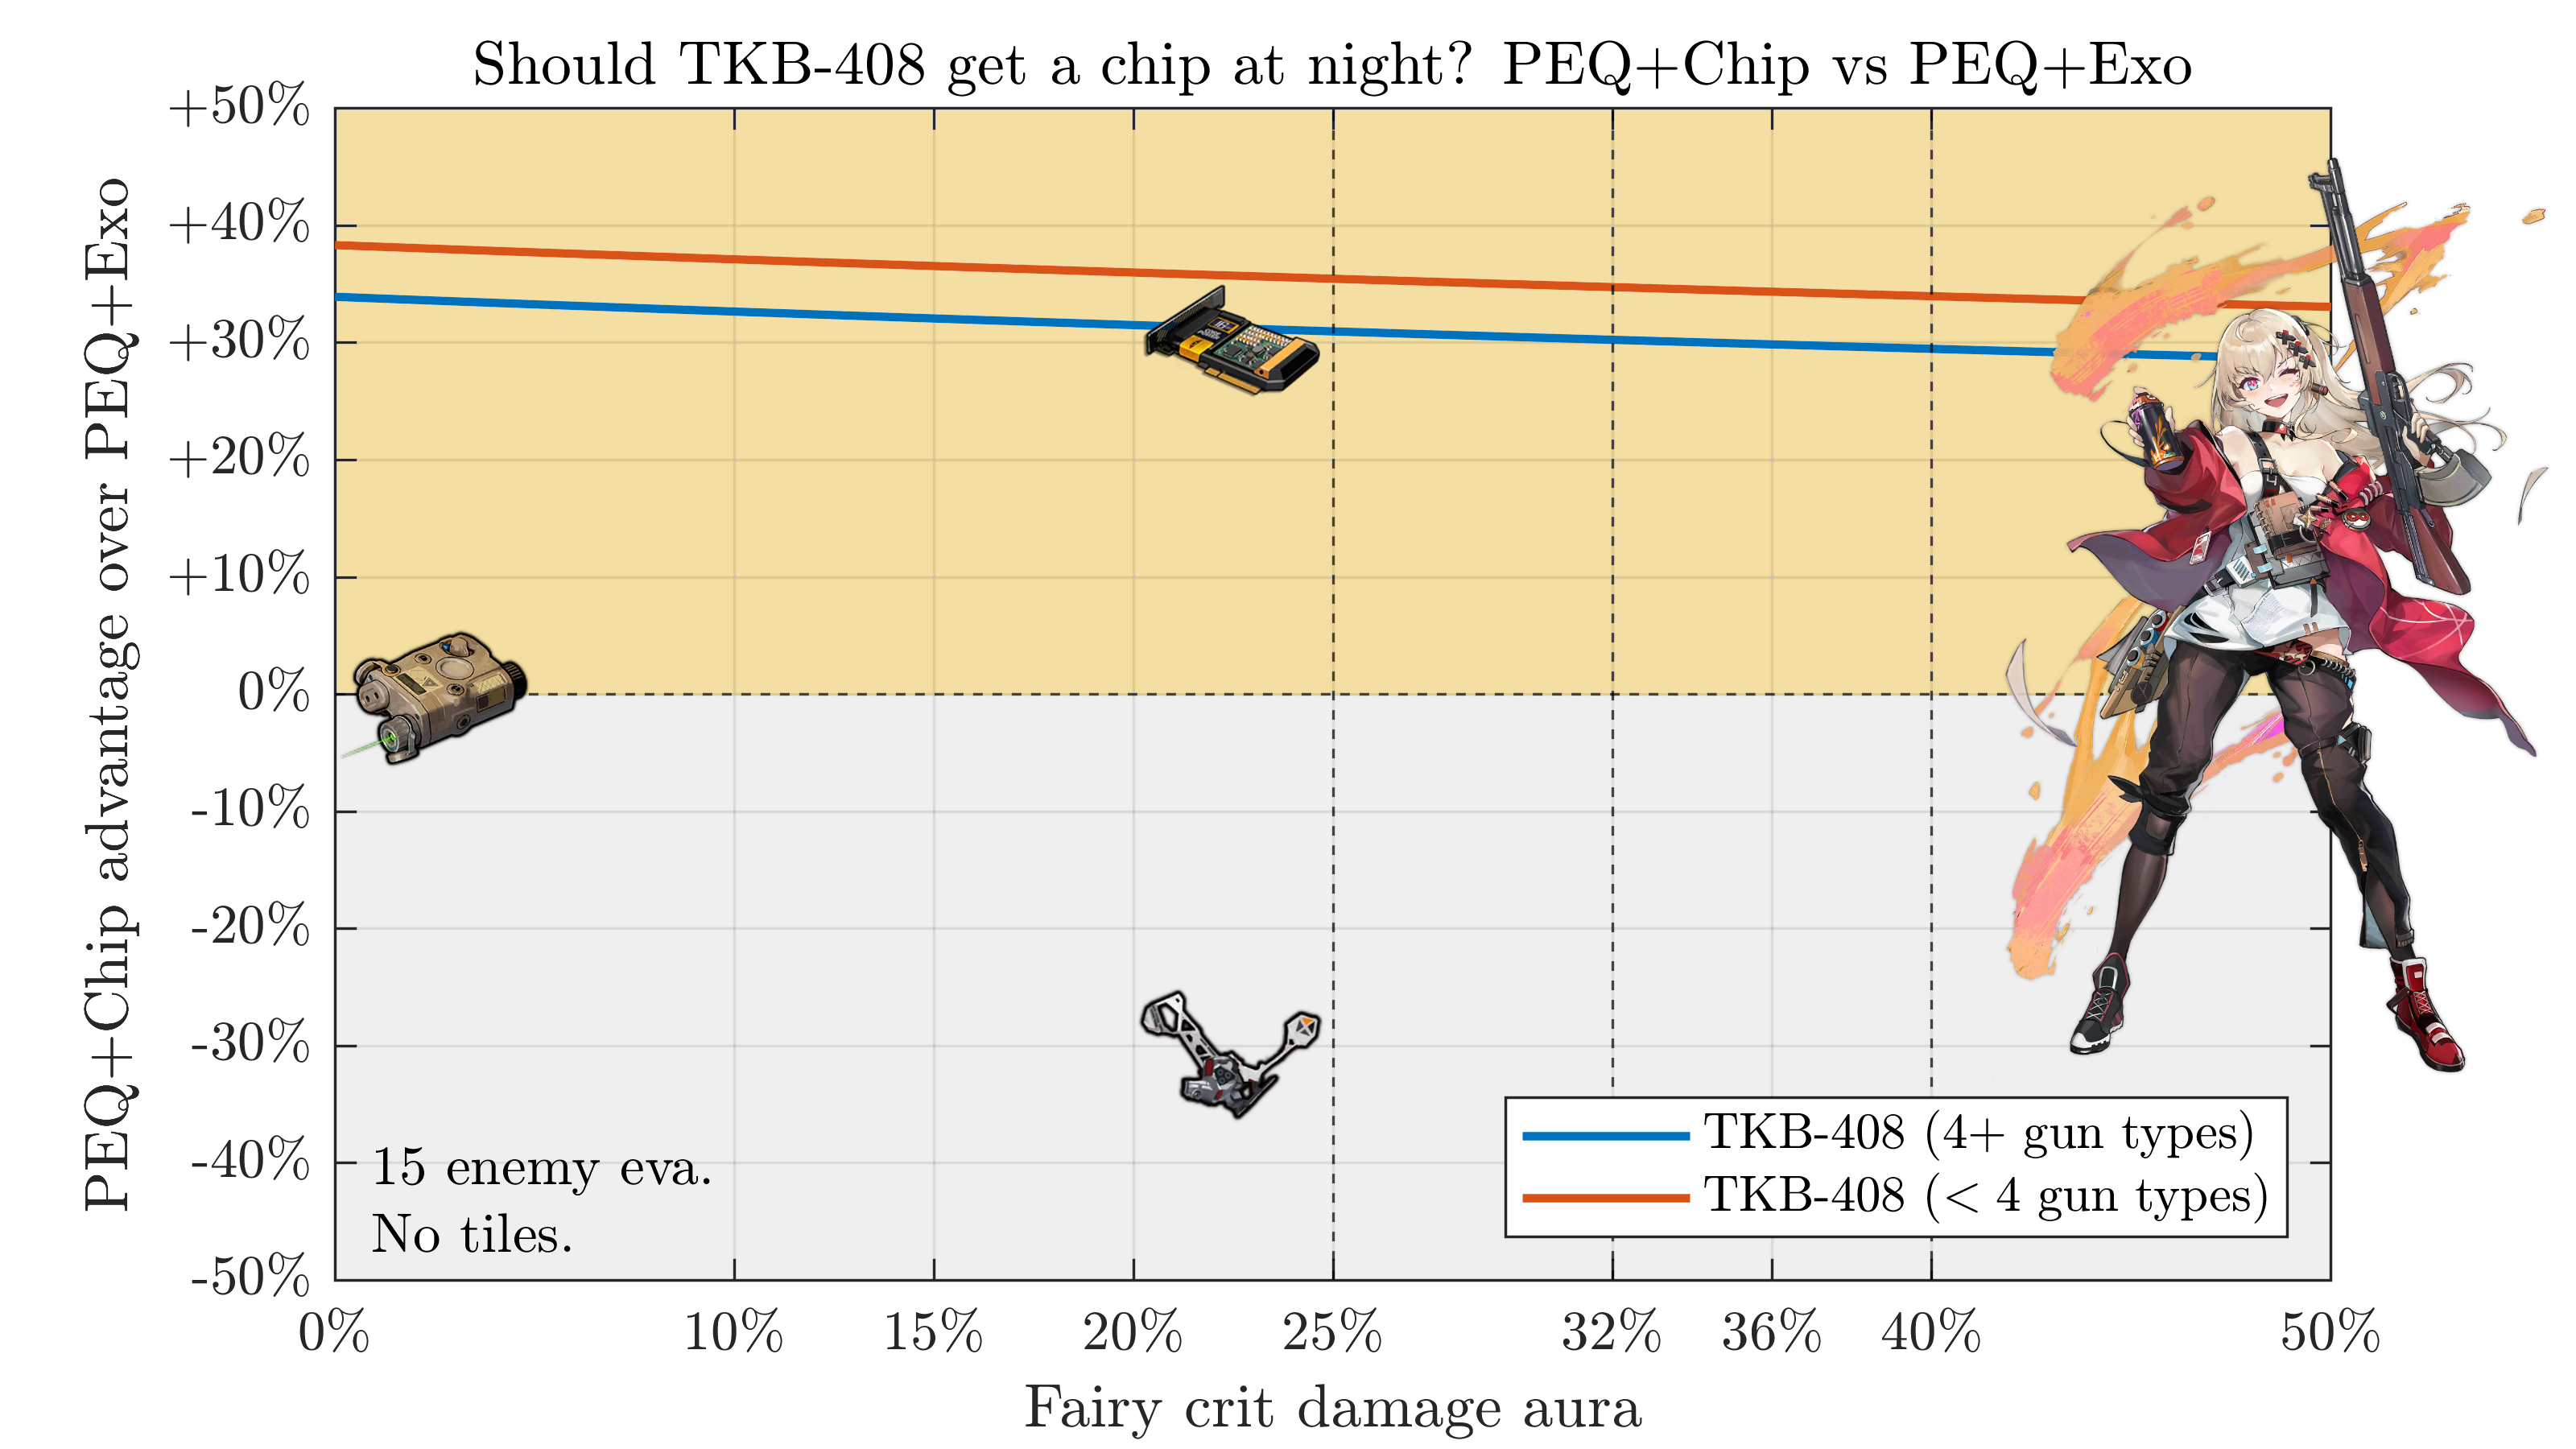 Should TKB-408 get a chip at night? PEQ+Chip vs PEQ+Exo
PEQ+Chip advantage over PEQ+Exo
+50%
+40%
+30%
+20%
+10%
0%
-10%
-20%
-30%
-40%
-50%
15 enemy eva.
No tiles.
TKB-408 (4+ gun types)
TKB-408 (< 4 gun types)
0% 10% 15% 20% 25% 32% 36% 40% 50%
Fairy crit damage aura